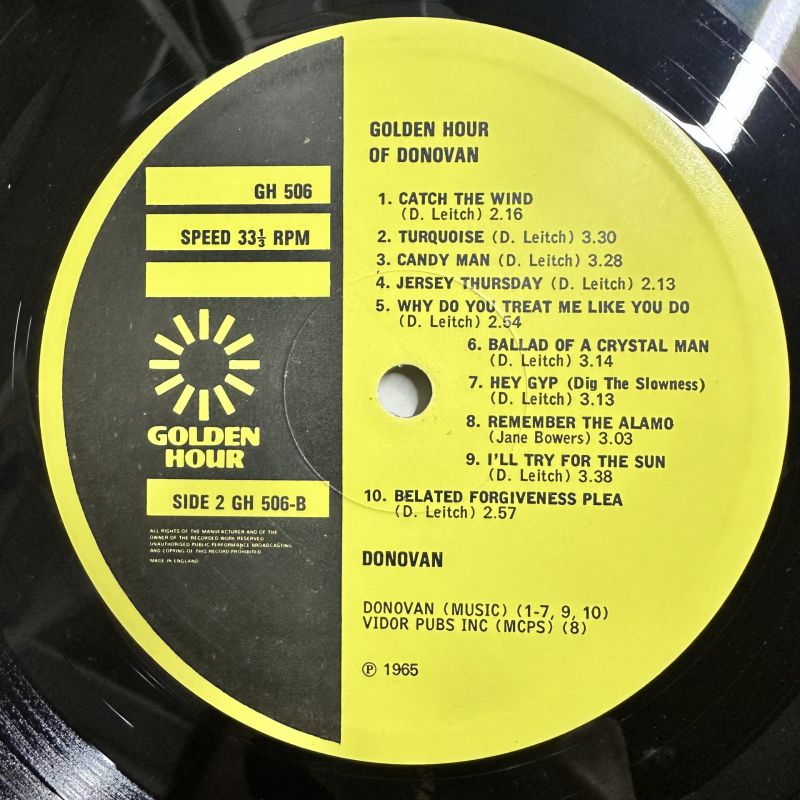 GOLDEN HOUR
OF DONOVAN
GH 506
SPEED 33⅓ RPM
1. CATCH THE WIND
(D. Leitch) 2.16
2. TURQUOISE (D. Leitch) 3.30
3. CANDY MAN (D. Leitch) 3.28
4. JERSEY THURSDAY (D. Leitch) 2.13
5. WHY DO YOU TREAT ME LIKE YOU DO
(D. Leitch) 2.54
6. BALLAD OF A CRYSTAL MAN
(D. Leitch) 3.14
7. HEY GYP (Dig The Slowness)
(D. Leitch) 3.13
8. REMEMBER THE ALAMO
(Jane Bowers) 3.03
9. I'LL TRY FOR THE SUN
(D. Leitch) 3.38
10. BELATED FORGIVENESS PLEA
(D. Leitch) 2.57
GOLDEN
HOUR
SIDE 2 GH 506-B
ALL RIGHTS OF THE MANUFACTURER AND OF THE
OWNER OF THE RECORDED WORK RESERVED
UNAUTHORISED PUBLIC PERFORMANCE BROADCASTING
AND COPYING OF THIS RECORD PROHIBITED
MADE IN ENGLAND
DONOVAN
DONOVAN (MUSIC) (1-7, 9, 10)
VIDOR PUBS INC (MCPS) (8)
℗ 1965